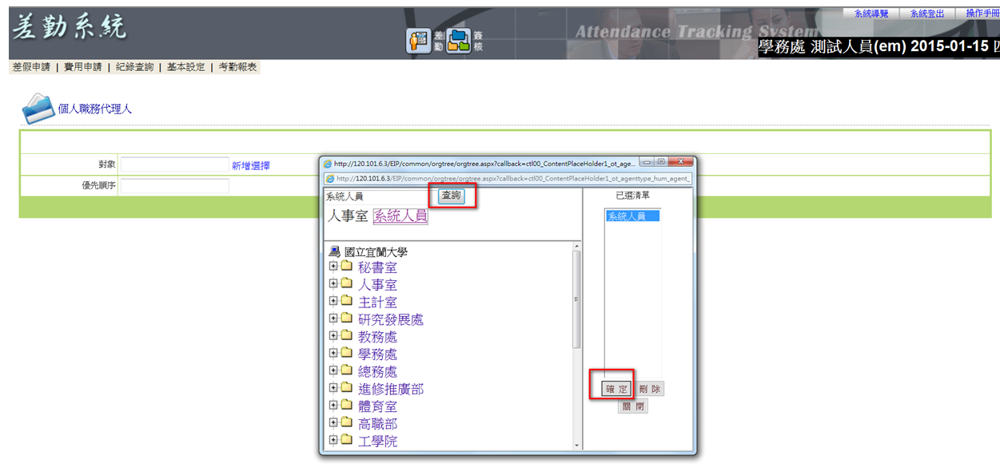 系統導覽 系統登出 操作手冊
差勤系統
差勤 簽核
Attendance Tracking System
學務處 測試人員(em) 2015-01-15 四
差假申請 | 費用申請 | 紀錄查詢 | 基本設定 | 考勤報表
個人職務代理人
對象 新增選擇
優先順序
http://120.101.6.3/EIP/common/orgtree/orgtree.aspx?callback=ctl00_ContentPlaceHolder1_ot_age...
http://120.101.6.3/EIP/common/orgtree/orgtree.aspx?callback=ctl00_ContentPlaceHolder1_ot_agenttype_hum_agent_
系統人員 查詢
人事室 系統人員
國立宜蘭大學
秘書室
人事室
主計室
研究發展處
教務處
學務處
總務處
進修推廣部
體育室
高職部
工學院
已選清單
系統人員
確 定 刪 除
關 閉